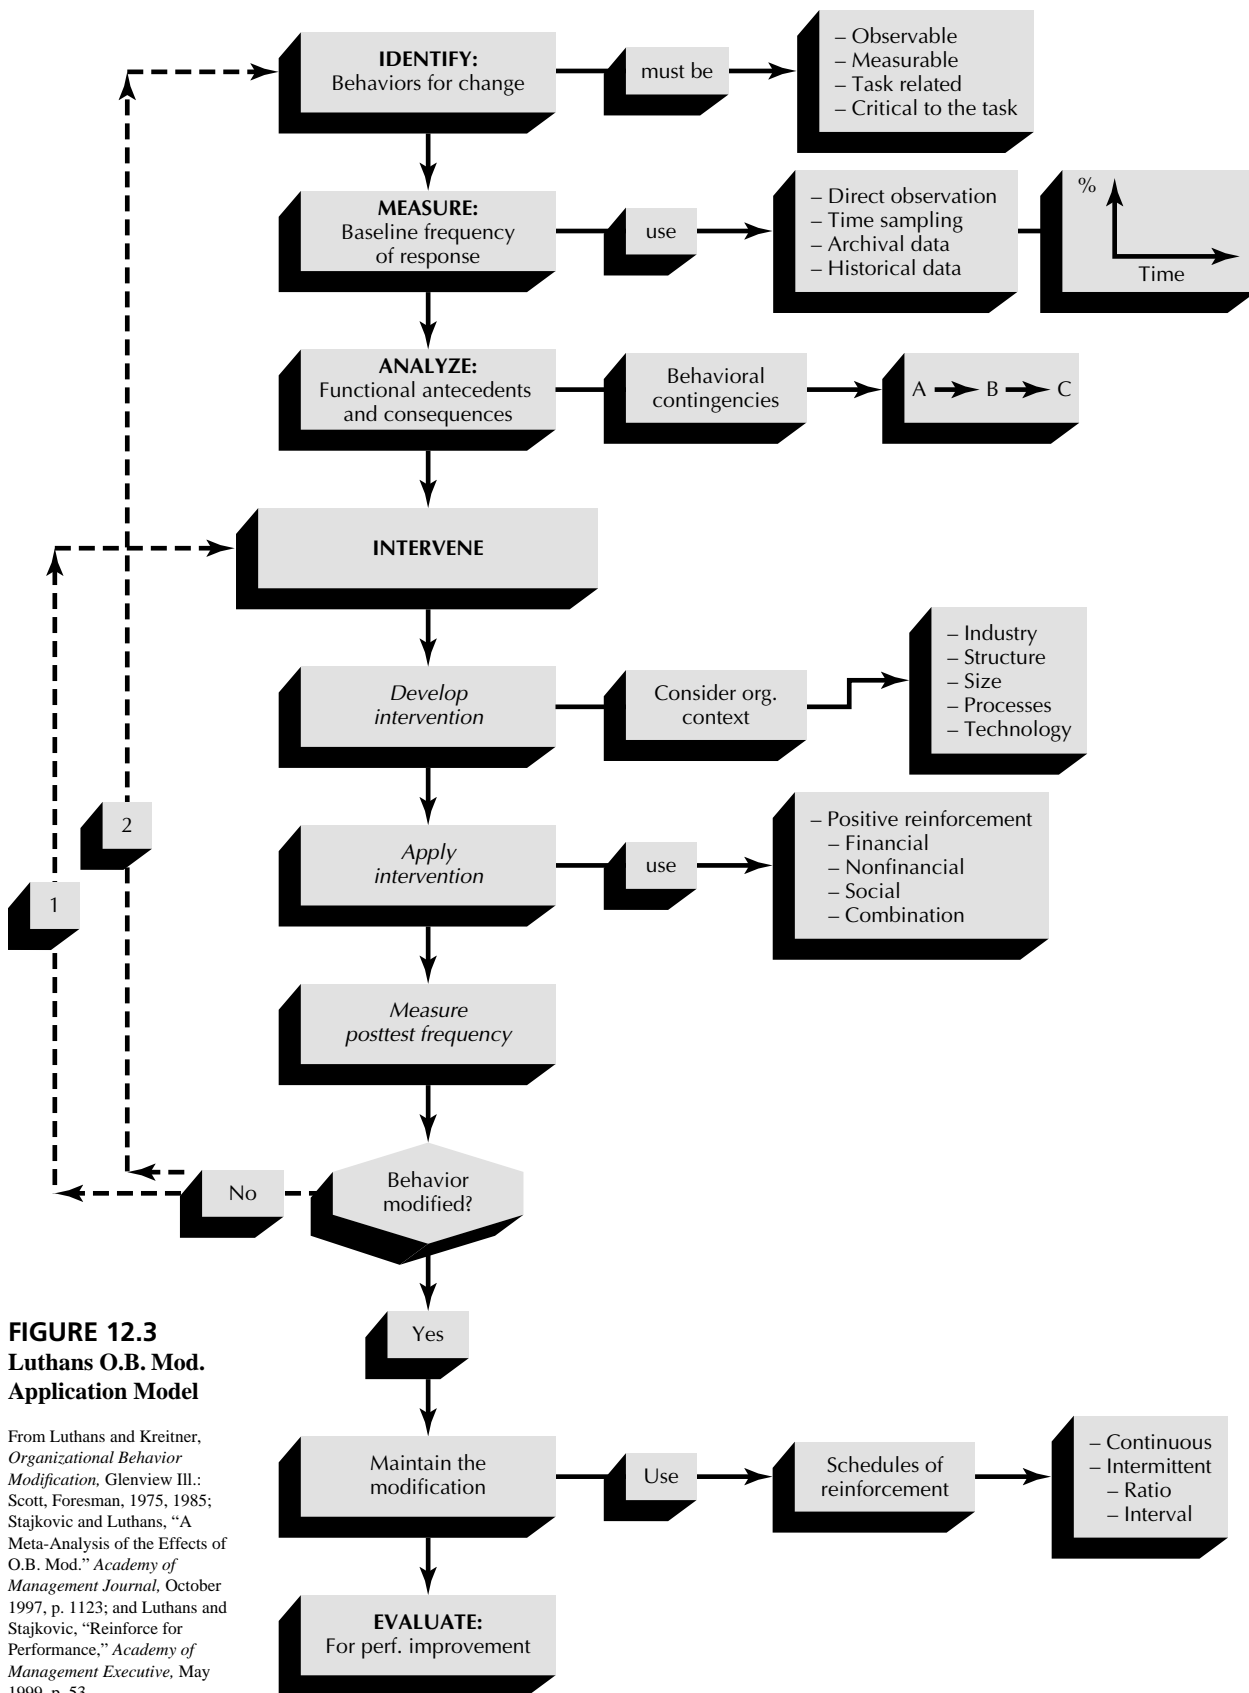 IDENTIFY:
Behaviors for change
must be
– Observable
– Measurable
– Task related
– Critical to the task
MEASURE:
Baseline frequency
of response
use
– Direct observation
– Time sampling
– Archival data
– Historical data
%
Time
ANALYZE:
Functional antecedents
and consequences
Behavioral
contingencies
A
B
C
INTERVENE
Develop
intervention
Consider org.
context
– Industry
– Structure
– Size
– Processes
– Technology
2
1
Apply
intervention
use
– Positive reinforcement
– Financial
– Nonfinancial
– Social
– Combination
Measure
posttest frequency
Behavior
modified?
No
Yes
Maintain the
modification
Use
Schedules of
reinforcement
– Continuous
– Intermittent
– Ratio
– Interval
EVALUATE:
For perf. improvement
FIGURE 12.3
Luthans O.B. Mod.
Application Model
From Luthans and Kreitner,
Organizational Behavior
Modification, Glenview Ill.:
Scott, Foresman, 1975, 1985;
Stajkovic and Luthans, “A
Meta-Analysis of the Effects of
O.B. Mod.” Academy of
Management Journal, October
1997, p. 1123; and Luthans and
Stajkovic, “Reinforce for
Performance,” Academy of
Management Executive, May
1999, p. 53